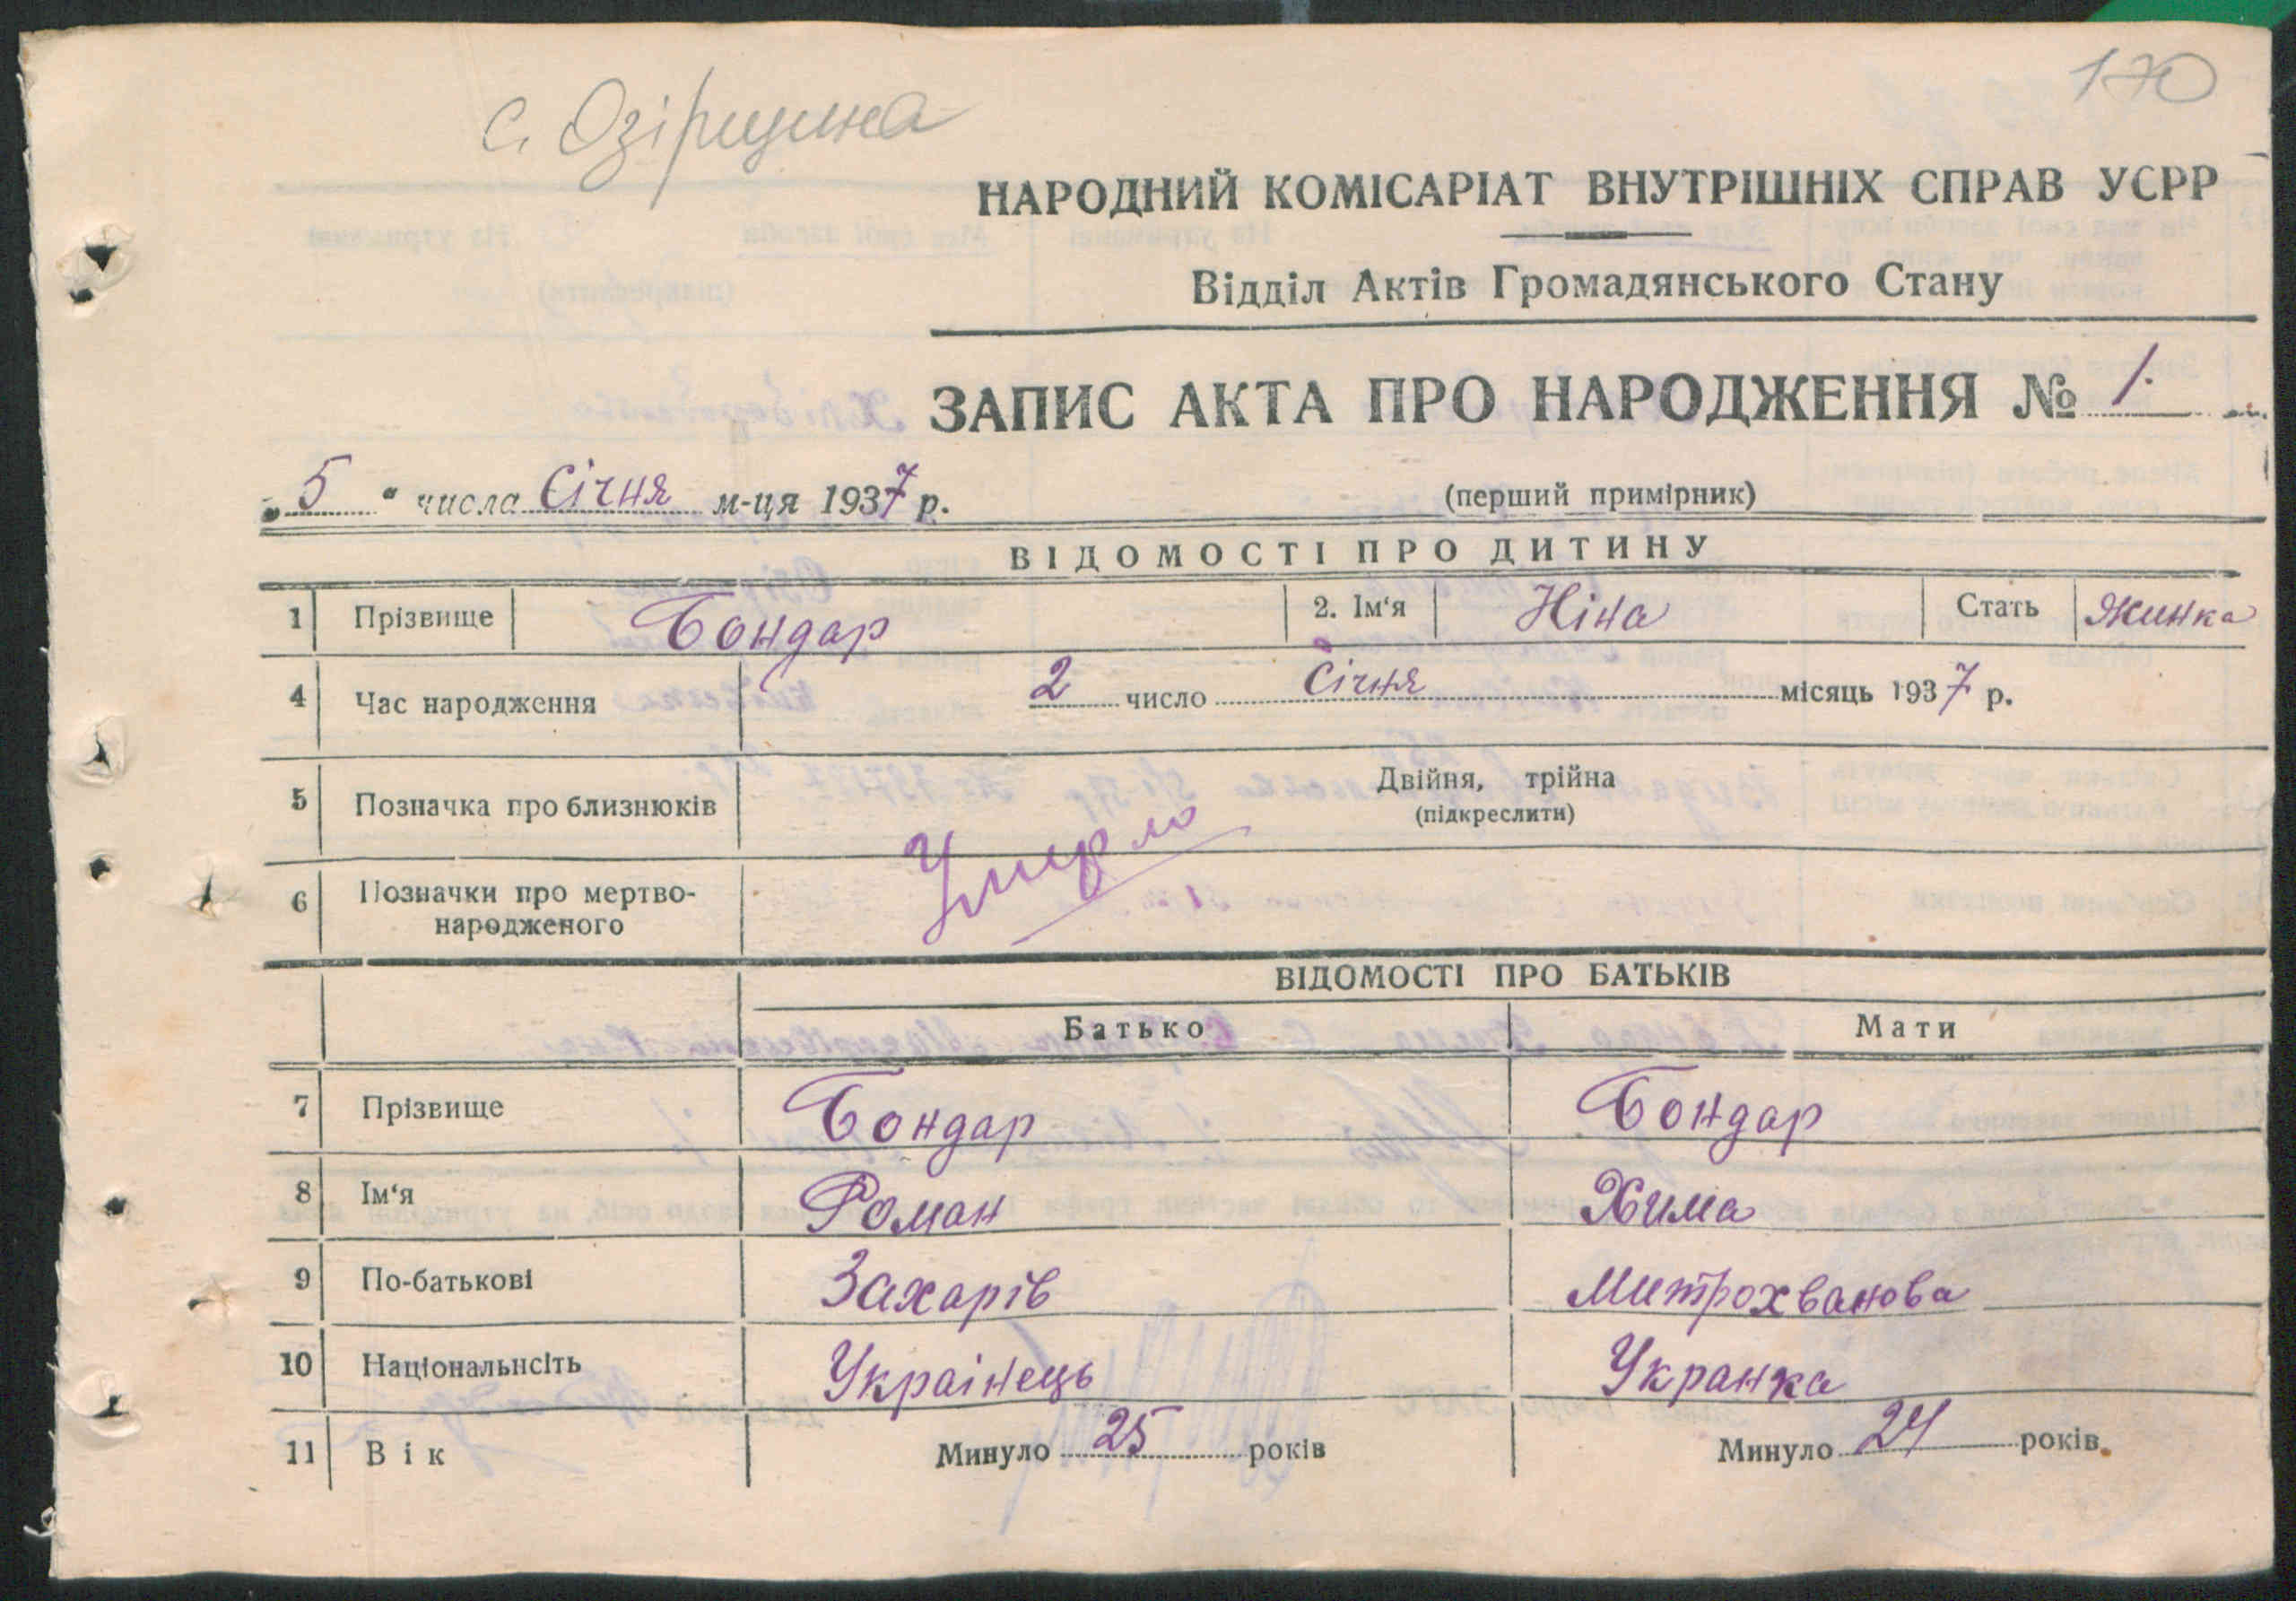 170
с. Озірщина
НАРОДНИЙ КОМІСАРІАТ ВНУТРІШНІХ СПРАВ УСРР
Відділ Актів Громадянського Стану
ЗАПИС АКТА ПРО НАРОДЖЕННЯ № 1.
„ 5 " числа Січня м-ця 1937 р.
(перший примірник)
ВІДОМОСТІ ПРО ДИТИНУ
1 Прізвище Бондар 2. Ім'я Ніна Стать Жинка
4 Час народження 2 число Січня місяць 1937 р.
5 Позначка про близнюків Двійня, трійна
(підкреслити)
Умерло
6 Позначки про мертво-
народженого
ВІДОМОСТІ ПРО БАТЬКІВ
Батько Мати
7 Прізвище Бондар Бондар
8 Ім'я Роман Хима
9 По-батькові Захарів Митрохванова
10 Національнсіть Украінець Укранка
11 Вік Минуло 25 років Минуло 24 років.